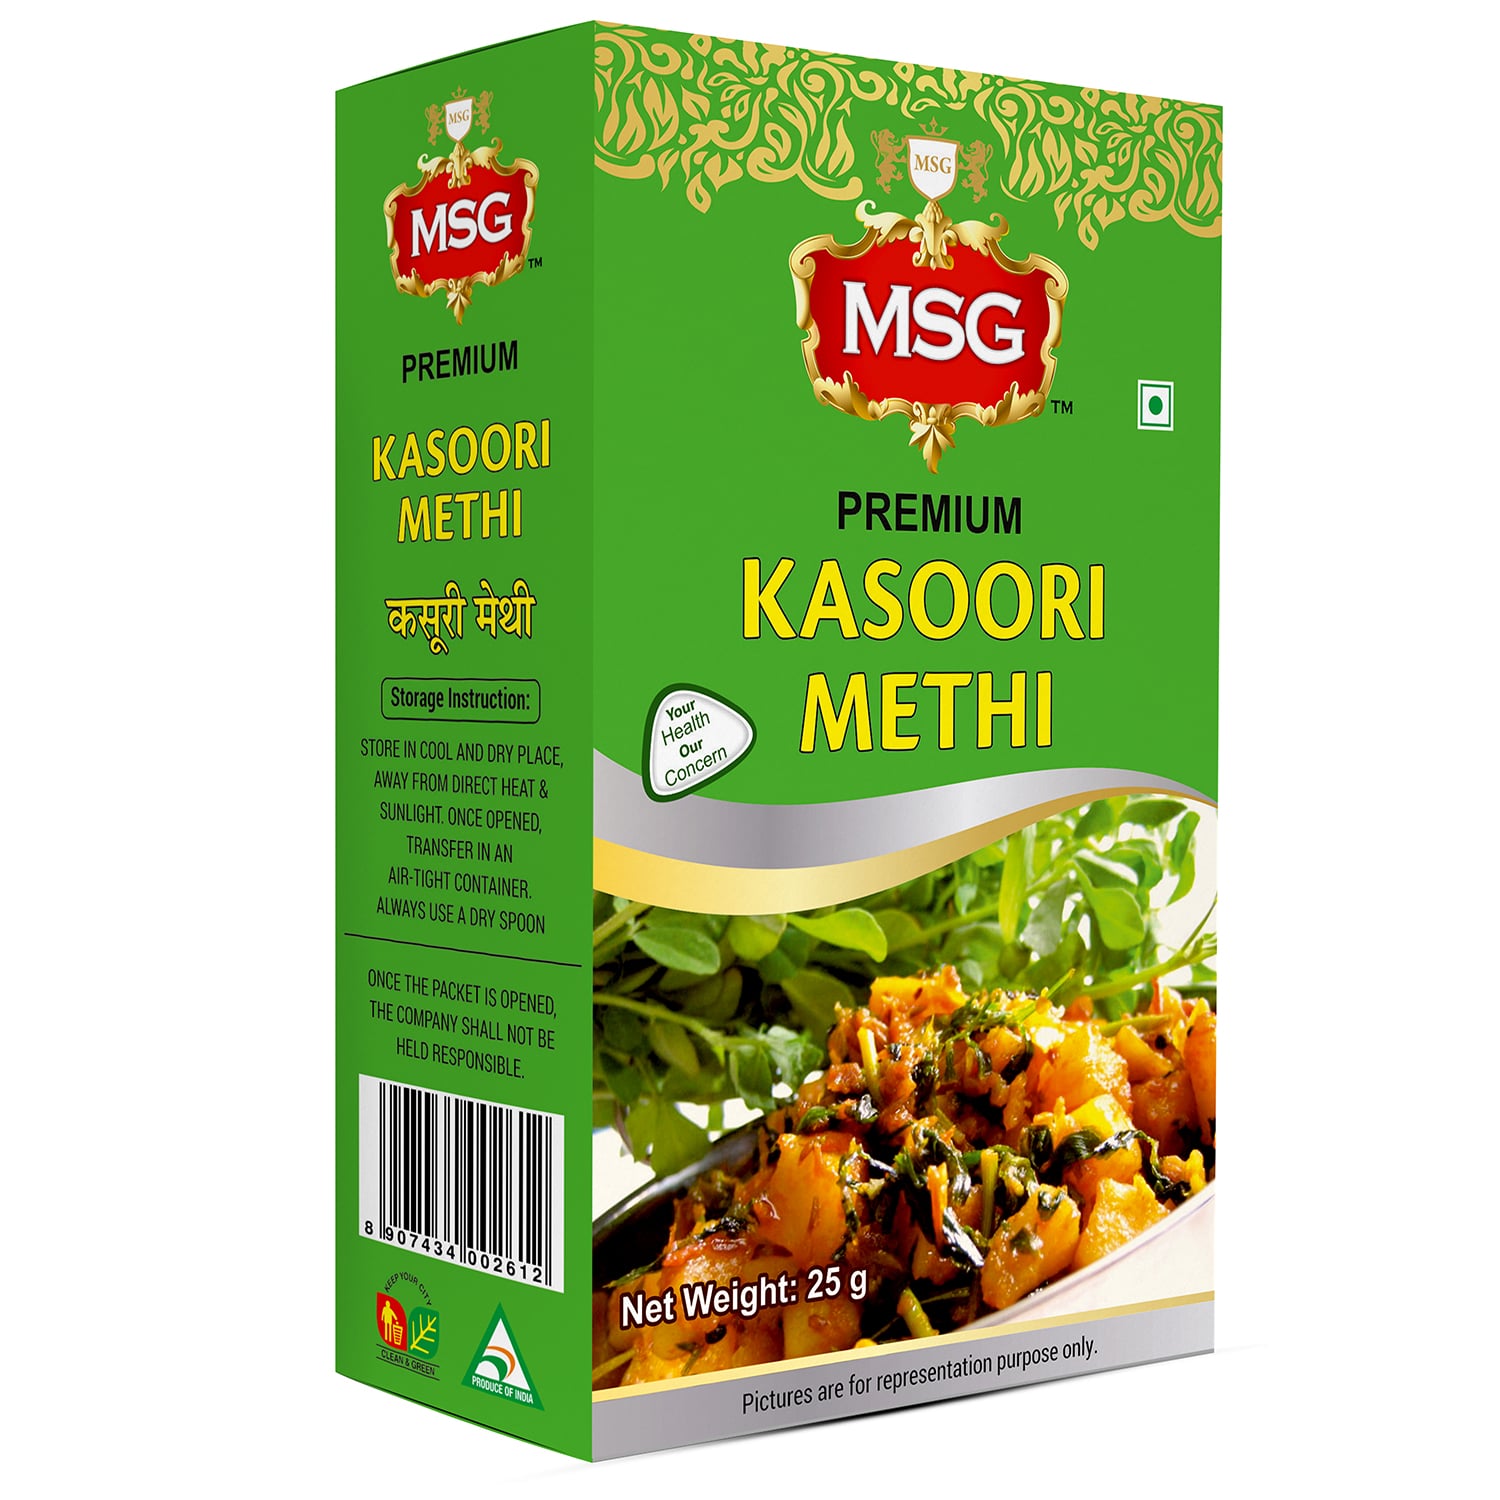 MSG
MSG
TM
PREMIUM
KASOORI
METHI
कसूरी मेथी
Storage Instruction:
STORE IN COOL AND DRY PLACE,
AWAY FROM DIRECT HEAT &
SUNLIGHT. ONCE OPENED,
TRANSFER IN AN
AIR-TIGHT CONTAINER.
ALWAYS USE A DRY SPOON
ONCE THE PACKET IS OPENED,
THE COMPANY SHALL NOT BE
HELD RESPONSIBLE.
8 907434 002612
KEEP YOUR CITY
CLEAN & GREEN
PRODUCE OF INDIA
MSG
MSG
TM
PREMIUM
KASOORI
METHI
Your
Health
Our
Concern
Net Weight: 25 g
Pictures are for representation purpose only.